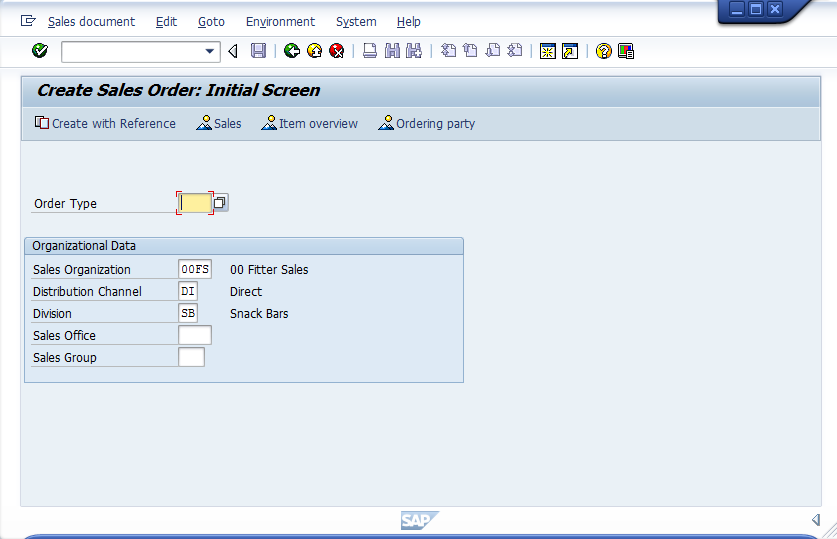 Sales document Edit Goto Environment System Help
Create Sales Order: Initial Screen
Create with Reference Sales Item overview Ordering party
Order Type
Organizational Data
Sales Organization 00FS 00 Fitter Sales
Distribution Channel DI Direct
Division SB Snack Bars
Sales Office
Sales Group
SAP